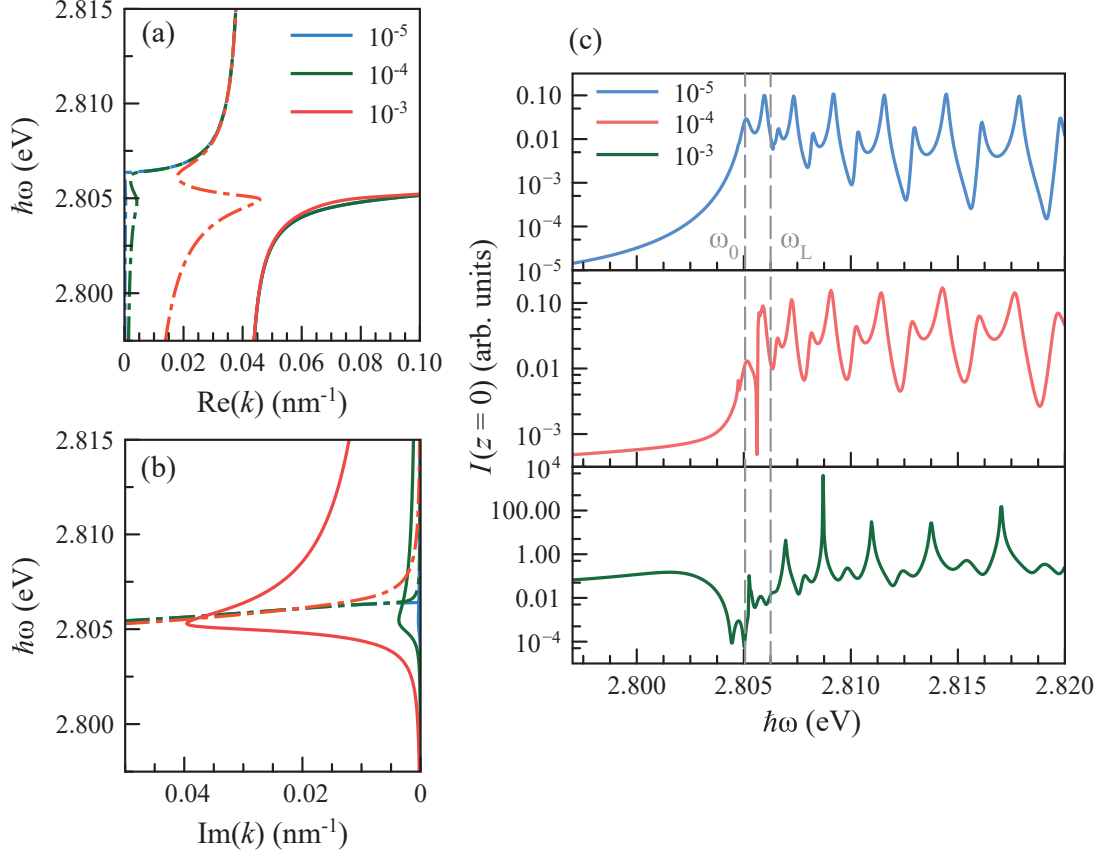 (a)
2.815
2.810
2.805
2.800
ħω (eV)
10⁻⁵
10⁻⁴
10⁻³
0 0.02 0.04 0.06 0.08 0.10
Re(k) (nm⁻¹)
(b)
2.815
2.810
2.805
2.800
ħω (eV)
0.04 0.02 0
Im(k) (nm⁻¹)
(c)
10⁻⁵
10⁻⁴
10⁻³
0.10
0.01
10⁻³
10⁻⁴
10⁻⁵
ω₀ ω_L
0.10
0.01
10⁻³
10⁴
100.00
1.00
0.01
10⁻⁴
I(z = 0) (arb. units)
2.800 2.805 2.810 2.815 2.820
ħω (eV)